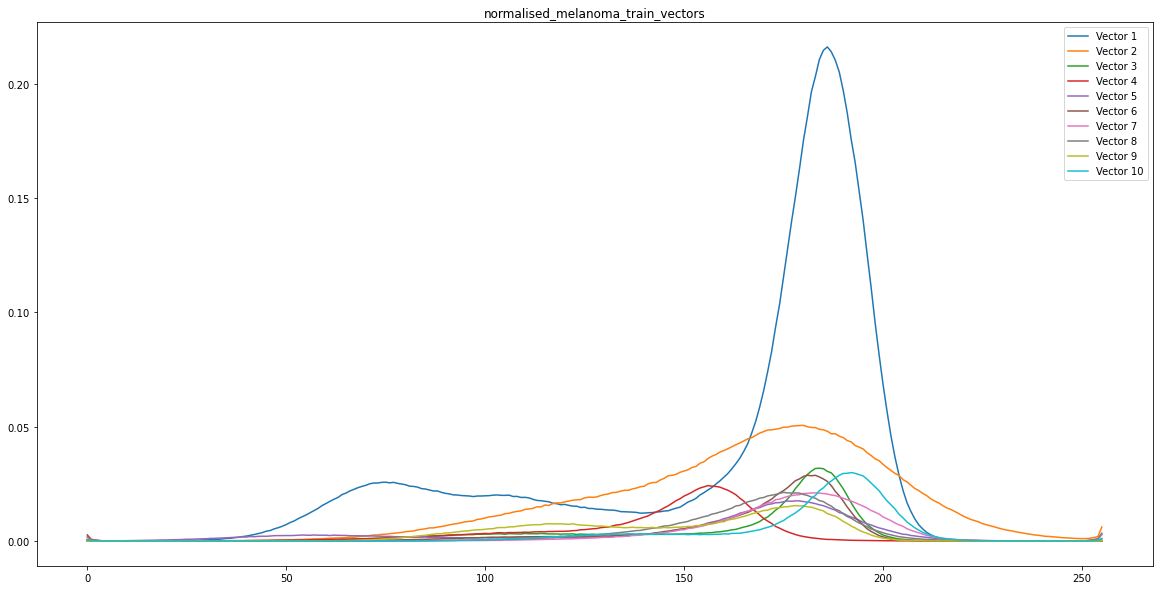 normalised_melanoma_train_vectors
Vector 1
Vector 2
Vector 3
Vector 4
Vector 5
Vector 6
Vector 7
Vector 8
Vector 9
Vector 10
0.20
0.15
0.10
0.05
0.00
0 50 100 150 200 250